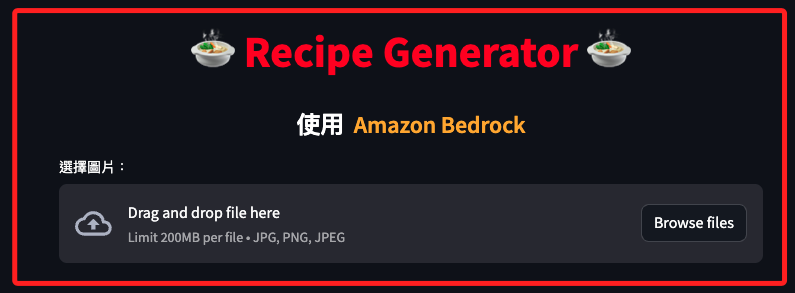 Recipe Generator
使用 Amazon Bedrock
選擇圖片：
Drag and drop file here
Limit 200MB per file • JPG, PNG, JPEG
Browse files